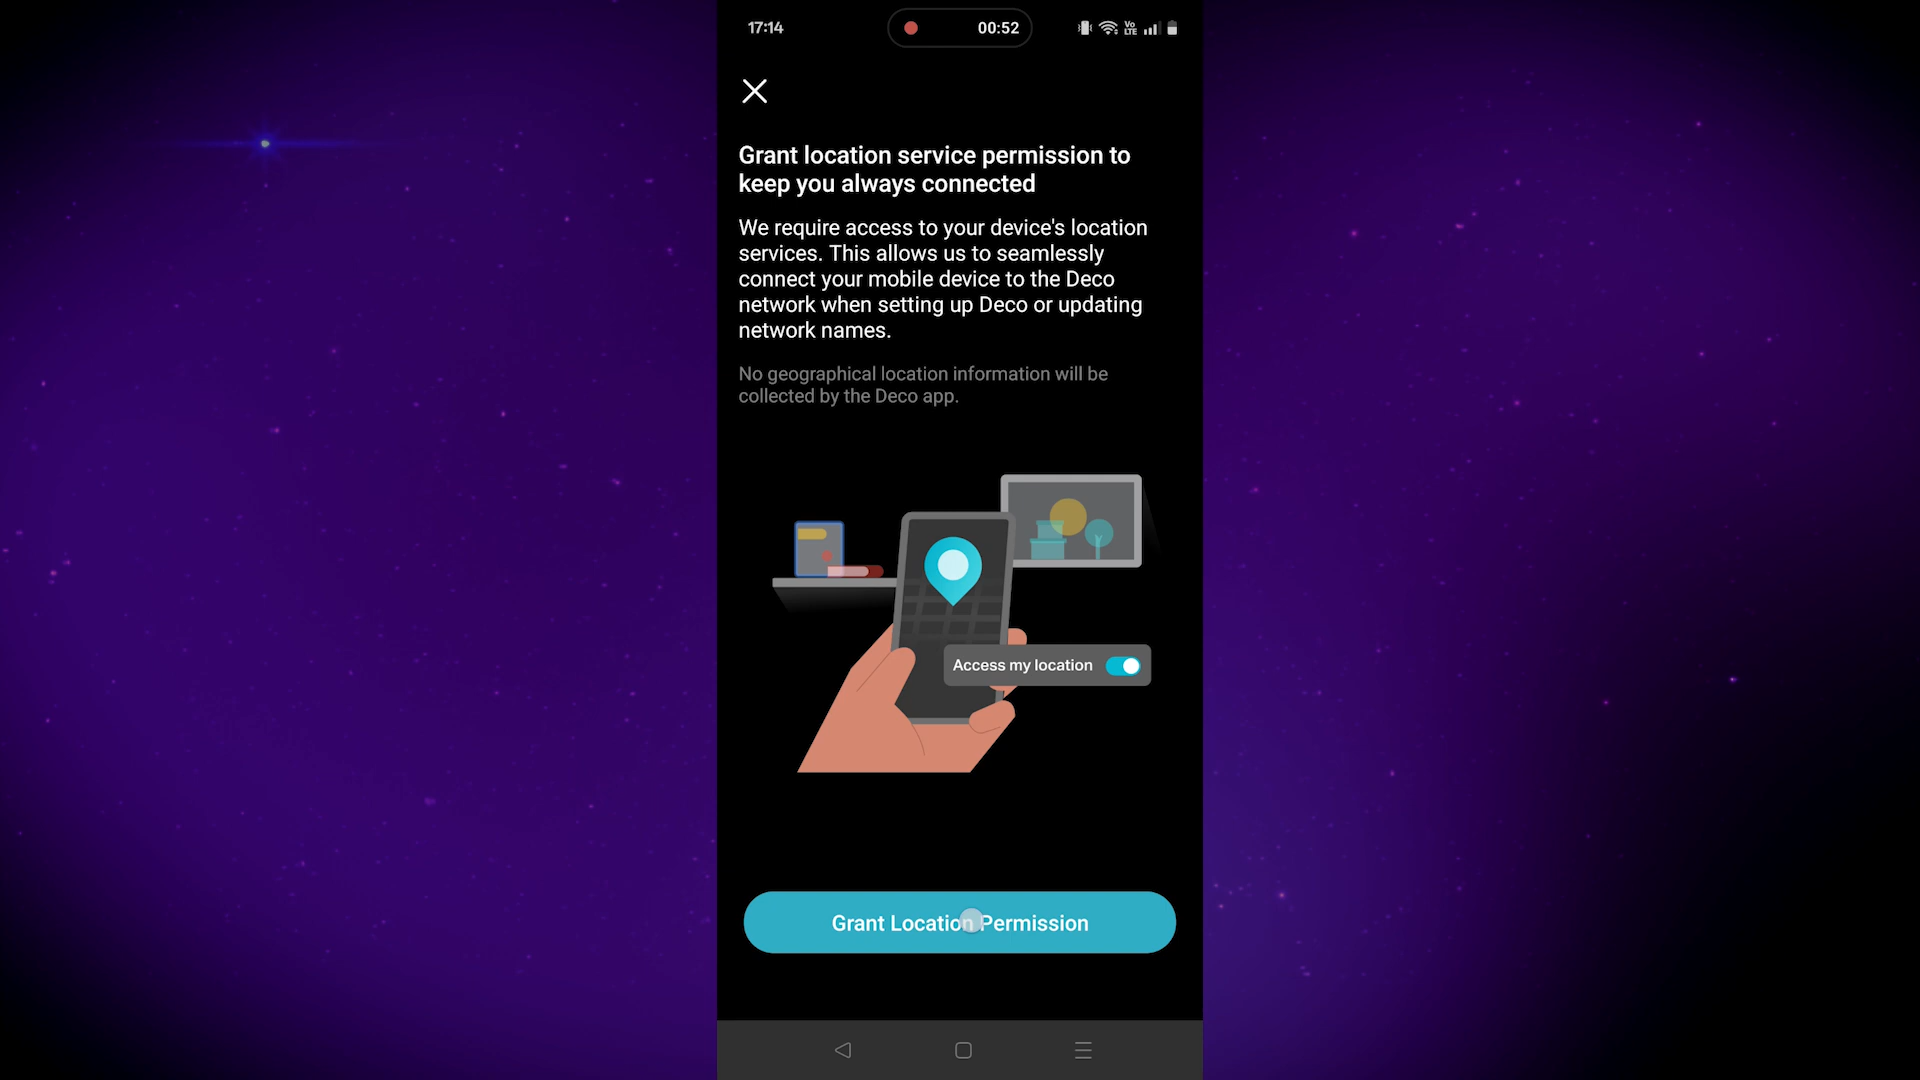 17:14
00:52
Vo
LTE
Grant location service permission to
keep you always connected
We require access to your device's location
services. This allows us to seamlessly
connect your mobile device to the Deco
network when setting up Deco or updating
network names.
No geographical location information will be
collected by the Deco app.
Access my location
Grant Location Permission